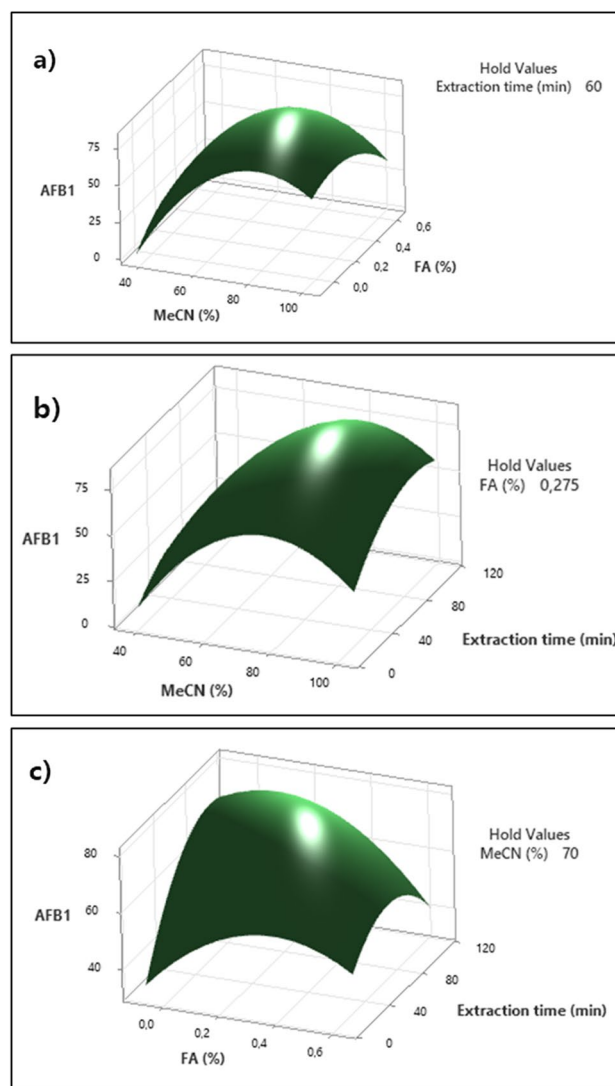 a)
Hold Values
Extraction time (min) 60
75
50
AFB1
25
0
40
60
80
100
MeCN (%)
0,0
0,2
0,4
0,6
FA (%)
b)
Hold Values
FA (%) 0,275
75
50
AFB1
25
0
40
60
80
100
MeCN (%)
0
40
80
120
Extraction time (min)
c)
Hold Values
MeCN (%) 70
80
60
AFB1
40
0,0
0,2
0,4
0,6
FA (%)
0
40
80
120
Extraction time (min)